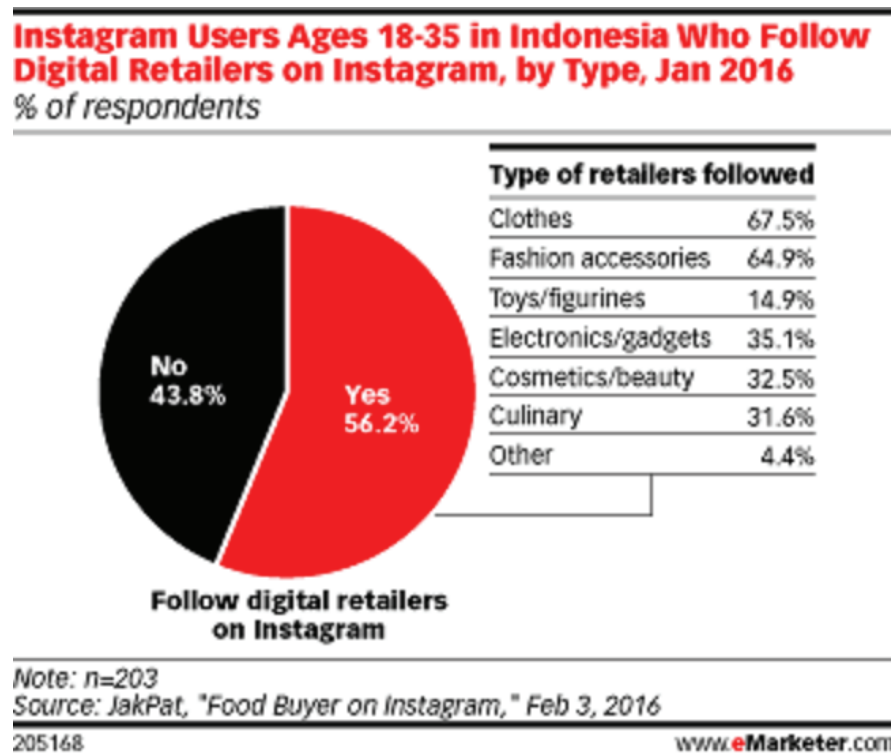 Instagram Users Ages 18-35 in Indonesia Who Follow
Digital Retailers on Instagram, by Type, Jan 2016
% of respondents
Type of retailers followed
Clothes 67.5%
Fashion accessories 64.9%
Toys/figurines 14.9%
Electronics/gadgets 35.1%
Cosmetics/beauty 32.5%
Culinary 31.6%
Other 4.4%
No
43.8%
Yes
56.2%
Follow digital retailers
on Instagram
Note: n=203
Source: JakPat, "Food Buyer on Instagram," Feb 3, 2016
205168 www.eMarketer.com